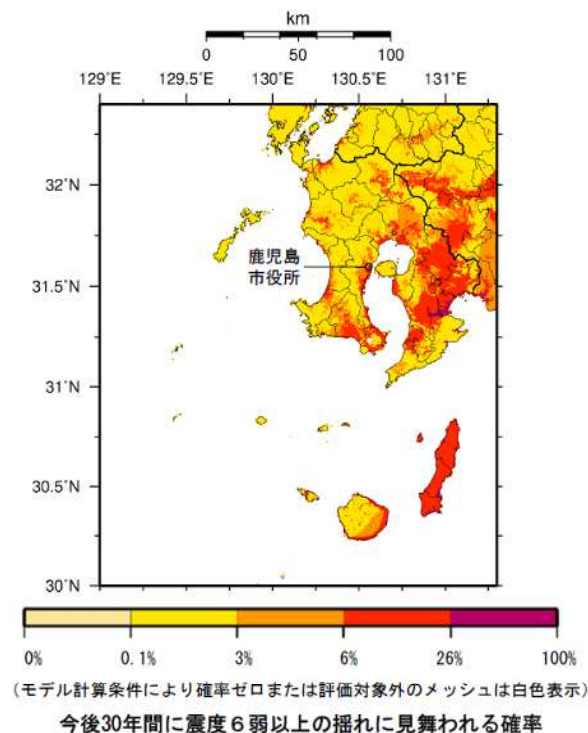 km
0 50 100
129°E 129.5°E 130°E 130.5°E 131°E
32°N
鹿児島
市役所
31.5°N
31°N
30.5°N
30°N
0% 0.1% 3% 6% 26% 100%
(モデル計算条件により確率ゼロまたは評価対象外のメッシュは白色表示)
今後30年間に震度6弱以上の揺れに見舞われる確率